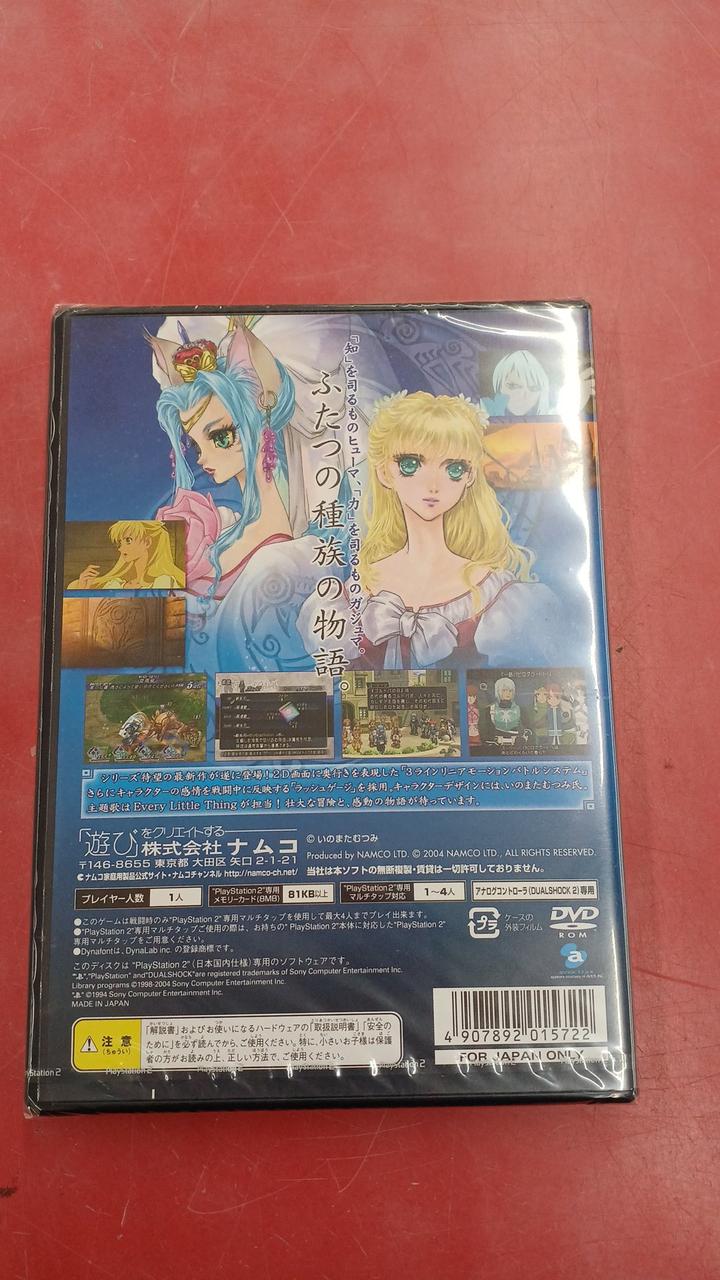 「知」を司るものヒューマ、「力」を司るものガジュマ。
ふたつの種族の物語。
シリーズ待望の最新作が遂に登場!2D画面に奥行きを表現した「3ラインリニアモーションバトルシステム」
さらにキャラクターの感情を戦闘中に反映する「ラッシュゲージ」を採用。キャラクターデザインには、いのまたむつみ氏、
主題歌は Every Little Thing が担当!壮大な冒険と、感動の物語が待っています。
「遊び」をクリエイトする
株式会社 ナムコ
〒146-8655 東京都 大田区 矢口 2-1-21
ナムコ家庭用製品公式サイト・ナムコチャンネル http://namco-ch.net/
© いのまたむつみ
Produced by NAMCO LTD. © 2004 NAMCO LTD., ALL RIGHTS RESERVED.
当社は本ソフトの無断複製・賃貸は一切許可しておりません。
プレイヤー人数 1人
"PlayStation 2"専用メモリーカード(8MB) 81KB以上
"PlayStation 2"専用マルチタップ対応 1〜4人
アナログコントローラ(DUALSHOCK 2)専用
●このゲームは戦闘時のみ"PlayStation 2"専用マルチタップを使用して最大4人までプレイ出来ます。
●"PlayStation 2"専用マルチタップご使用の際は、お持ちの"PlayStation 2"本体に対応した"PlayStation 2"
専用マルチタップをご用意ください。
●Dynafontは、DynaLab Inc. の登録商標です。
プラ
ケースの
外装フィルム
DVD
ROM
a
このディスクは "PlayStation 2"(日本国内仕様)専用のソフトウェアです。
"PlayStation" and "DUALSHOCK" are registered trademarks of Sony Computer Entertainment Inc.
Library programs ©1998-2004 Sony Computer Entertainment Inc.
©1994 Sony Computer Entertainment Inc.
MADE IN JAPAN
注意
(ちゅうい)
「解説書」およびお使いになるハードウェアの「取扱説明書」「安全の
ために」を必ず読んでから、ご使用ください。特に、小さいお子様は保護
者の方がお読みの上、正しい方法で、ご使用ください。
4 907892 015722
FOR JAPAN ONLY
PlayStation 2